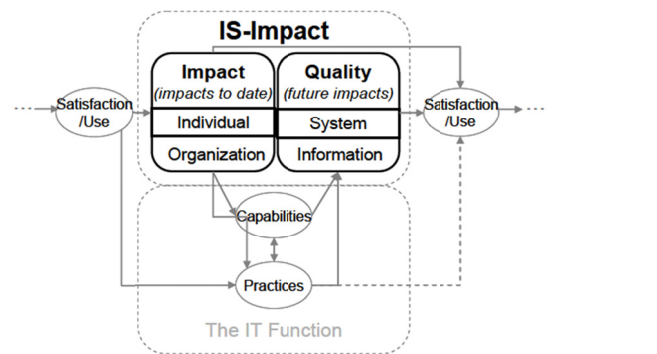 IS-Impact
Impact
(impacts to date)
Individual
Organization
Quality
(future impacts)
System
Information
Satisfaction
/Use
Satisfaction
/Use
Capabilities
Practices
The IT Function